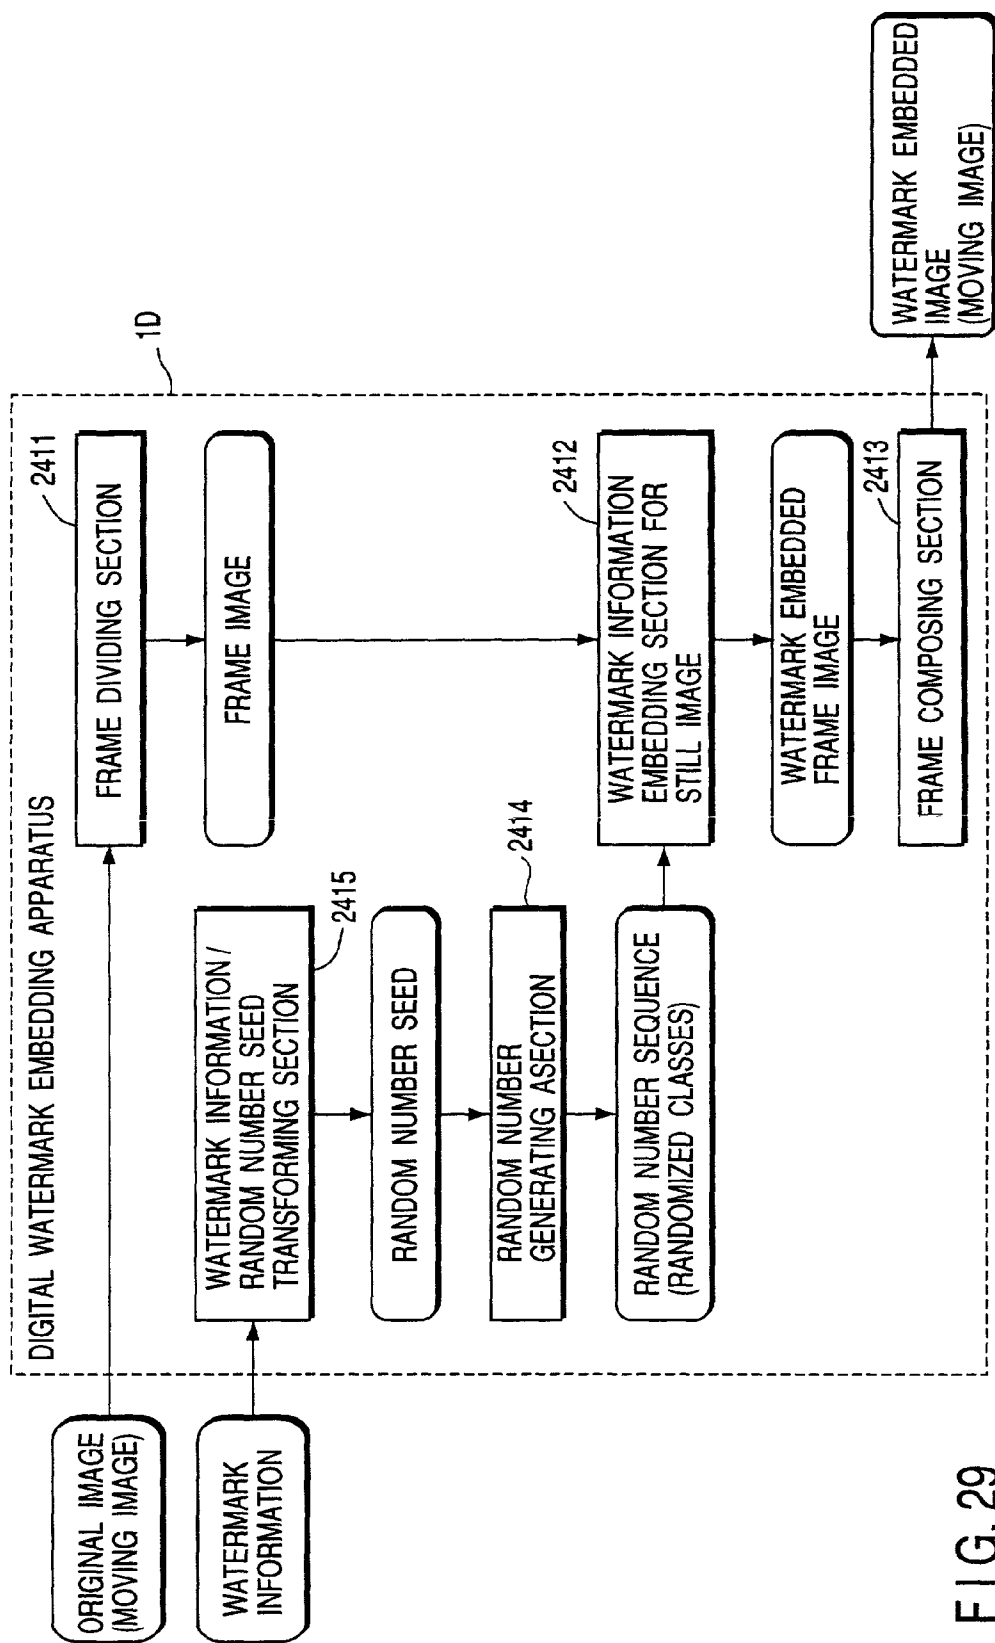 DIGITAL WATERMARK EMBEDDING APPARATUS
1D
ORIGINAL IMAGE
(MOVING IMAGE)
2411
FRAME DIVIDING SECTION
FRAME IMAGE
WATERMARK
INFORMATION
WATERMARK INFORMATION /
RANDOM NUMBER SEED
TRANSFORMING SECTION
2415
RANDOM NUMBER SEED
RANDOM NUMBER
GENERATING ASECTION
2414
RANDOM NUMBER SEQUENCE
(RANDOMIZED CLASSES)
WATERMARK INFORMATION
EMBEDDING SECTION FOR
STILL IMAGE
2412
WATERMARK EMBEDDED
FRAME IMAGE
2413
FRAME COMPOSING SECTION
WATERMARK EMBEDDED
IMAGE
(MOVING IMAGE)
FIG. 29